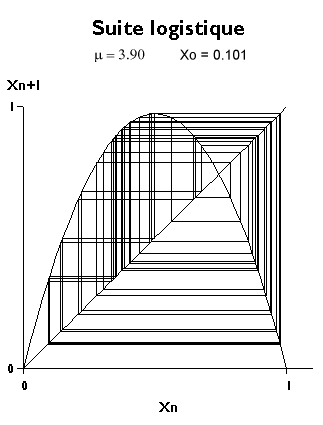 Suite logistique
μ = 3.90 Xo = 0.101
Xn+1
1
0
0 1
Xn